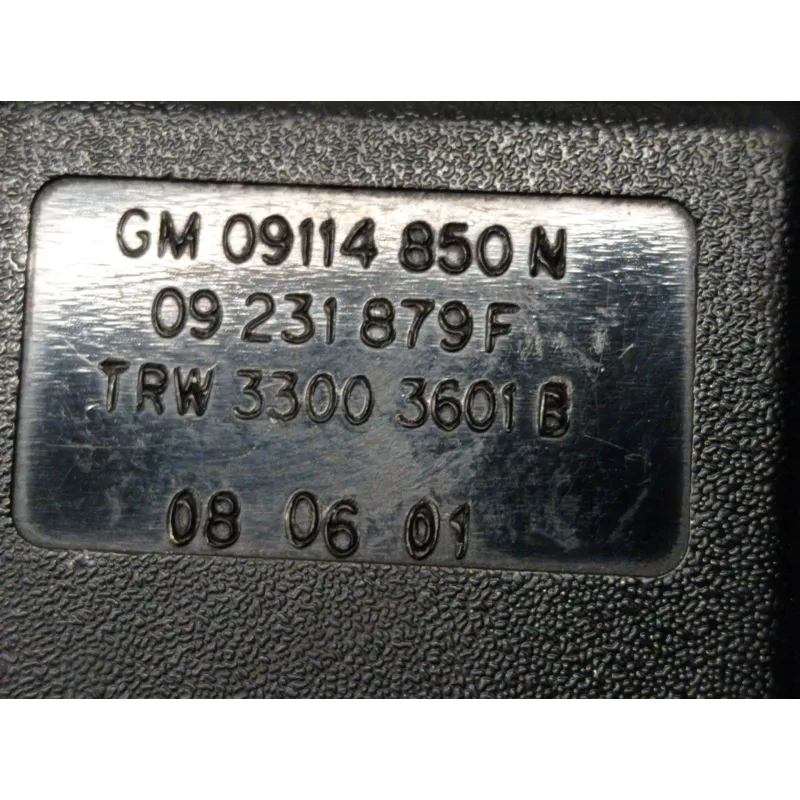 GM 09114 850 N
09 231 879 F
TRW 3300 3601 B
08 06 01